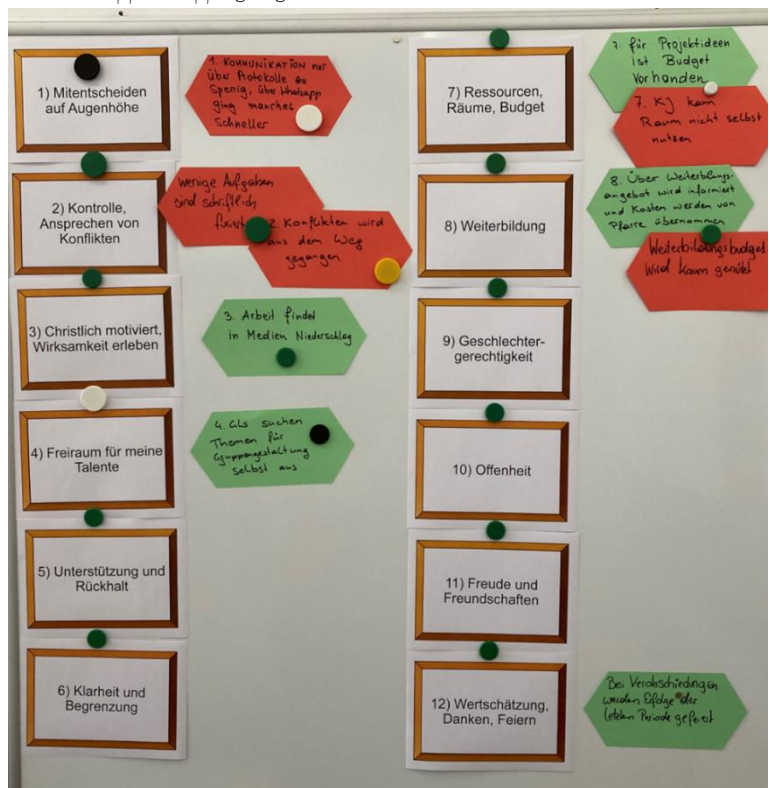 1) Mitentscheiden
auf Augenhöhe
1. KOMMUNIKATION nur
über Protokolle zu
Sperrig, über Whatsapp
ging manches
Schneller
2) Kontrolle,
Ansprechen von
Konflikten
wenige Aufgaben
sind schriftlich
fixiert
2. Konflikten wird
aus dem Weg
gegangen
3) Christlich motiviert,
Wirksamkeit erleben
3. Arbeit findet
in Medien Niederschlag
4) Freiraum für meine
Talente
4. GLs suchen
Themen für
Gruppengestaltung
selbst aus
5) Unterstützung und
Rückhalt
6) Klarheit und
Begrenzung
7) Ressourcen,
Räume, Budget
7. für Projektideen
ist Budget
Vorhanden
7. KJ kann
Raum nicht selbst
nutzen
8) Weiterbildung
8. Über Weiterbildungs-
angebot wird informiert
und Kosten werden von
Pfarre übernommen
Weiterbildungsbudget
Wird kaum genützt
9) Geschlechter-
gerechtigkeit
10) Offenheit
11) Freude und
Freundschaften
12) Wertschätzung,
Danken, Feiern
Bei Verabschiedungen
werden Erfolge der
letzten Periode gefeiert